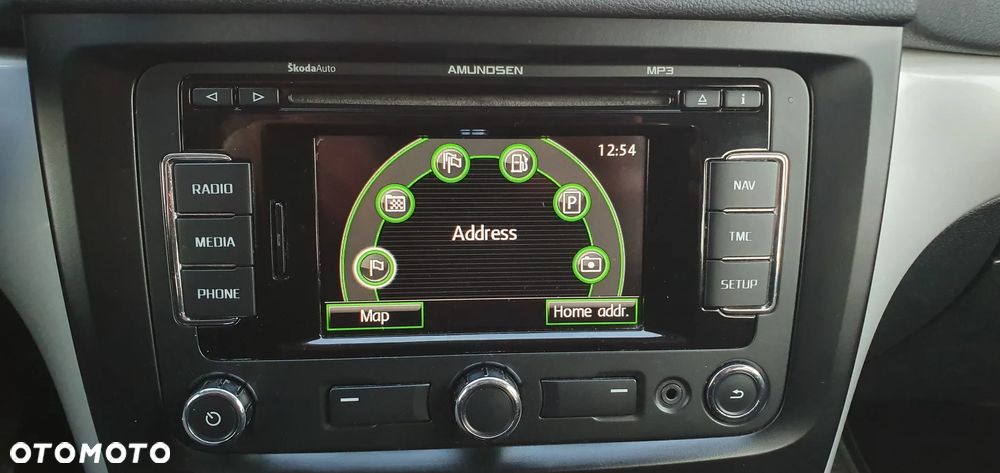 ŠkodaAuto AMUNDSEN MP3
i
12:54
RADIO
NAV
P
MEDIA
Address
TMC
PHONE
SETUP
Map
Home addr.
OTOMOTO